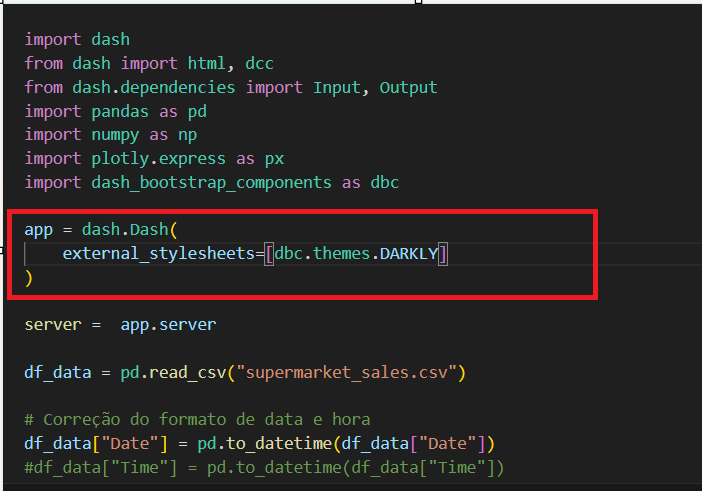 import dash
from dash import html, dcc
from dash.dependencies import Input, Output
import pandas as pd
import numpy as np
import plotly.express as px
import dash_bootstrap_components as dbc
app = dash.Dash(
    external_stylesheets=[dbc.themes.DARKLY]
)
server =  app.server
df_data = pd.read_csv("supermarket_sales.csv")
# Correção do formato de data e hora
df_data["Date"] = pd.to_datetime(df_data["Date"])
#df_data["Time"] = pd.to_datetime(df_data["Time"])